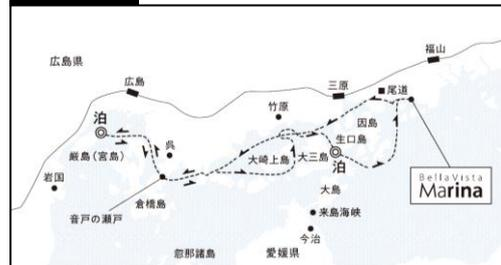 福山
広島県
広島
三原
尾道
竹原
因島
泊
生口島
呉
厳島（宮島）
大崎上島
大三島
泊
岩国
BellaVista
Marina
大島
倉橋島
音戸の瀬戸
来島海峡
今治
忽那諸島
愛媛県